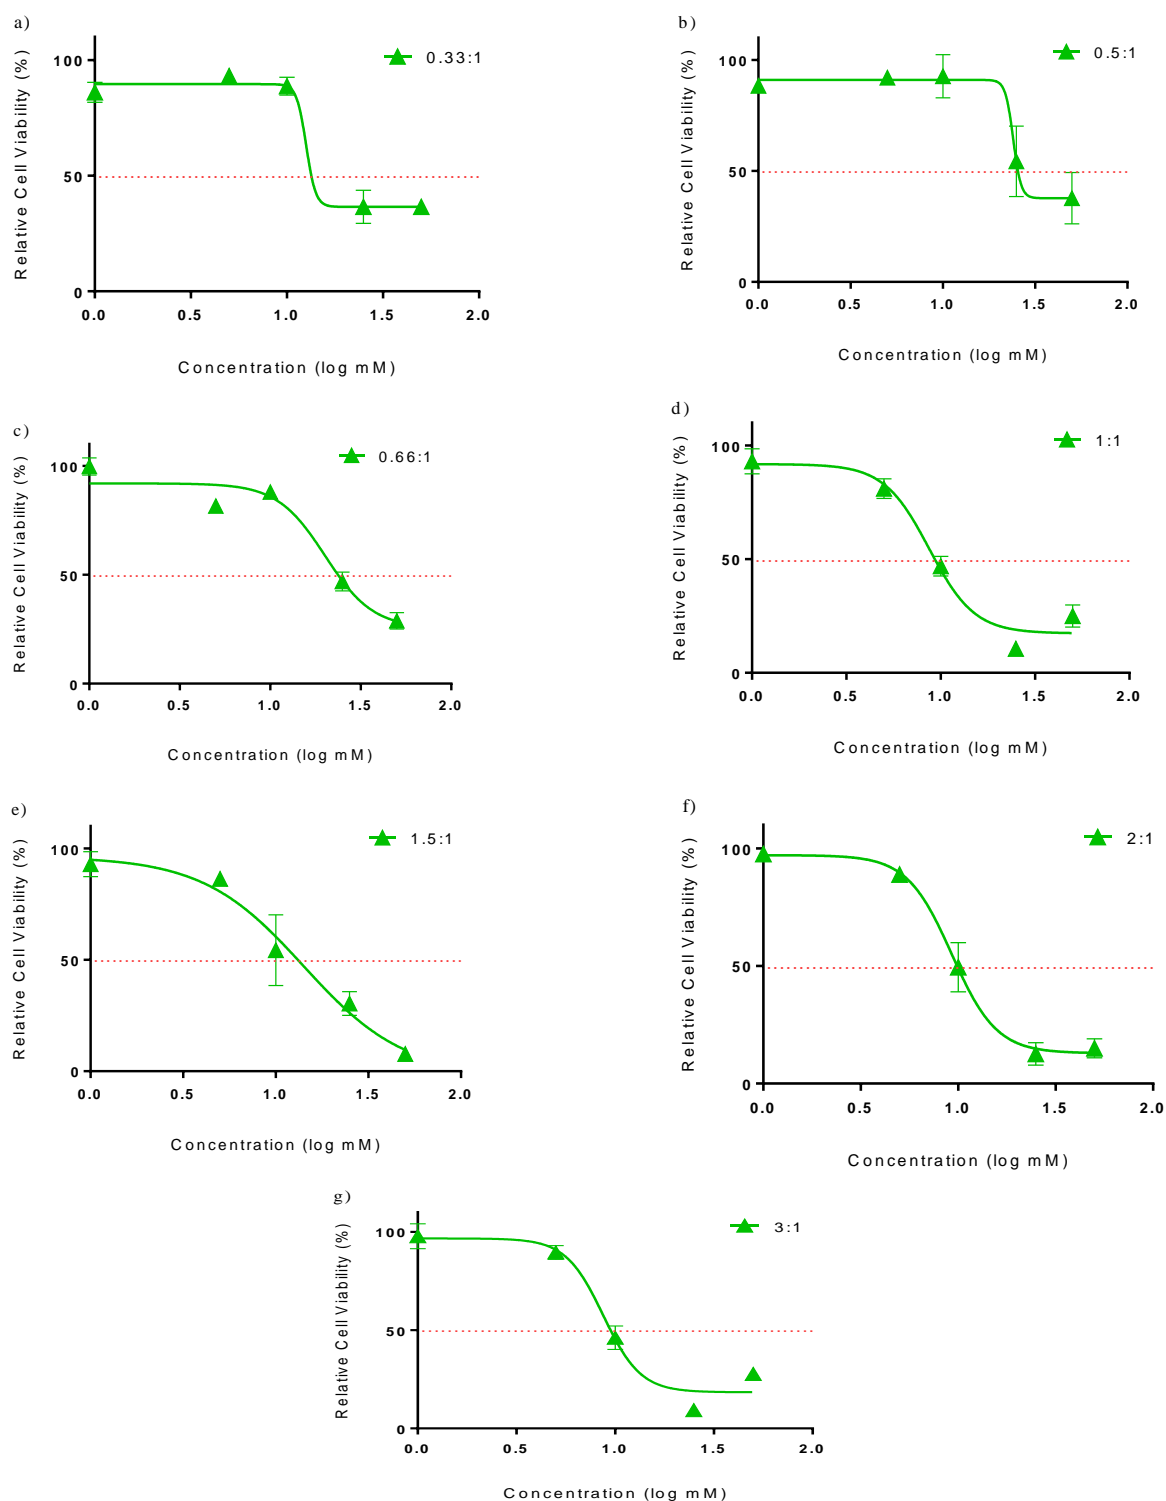 a)
Relative Cell Viability (%)
0.33:1
100
50
0
0.0 0.5 1.0 1.5 2.0
Concentration (log mM)
b)
Relative Cell Viability (%)
0.5:1
100
50
0
0.0 0.5 1.0 1.5 2.0
Concentration (log mM)
c)
Relative Cell Viability (%)
0.66:1
100
50
0
0.0 0.5 1.0 1.5 2.0
Concentration (log mM)
d)
Relative Cell Viability (%)
1:1
100
50
0
0.0 0.5 1.0 1.5 2.0
Concentration (log mM)
e)
Relative Cell Viability (%)
1.5:1
100
50
0
0.0 0.5 1.0 1.5 2.0
Concentration (log mM)
f)
Relative Cell Viability (%)
2:1
100
50
0
0.0 0.5 1.0 1.5 2.0
Concentration (log mM)
g)
Relative Cell Viability (%)
3:1
100
50
0
0.0 0.5 1.0 1.5 2.0
Concentration (log mM)